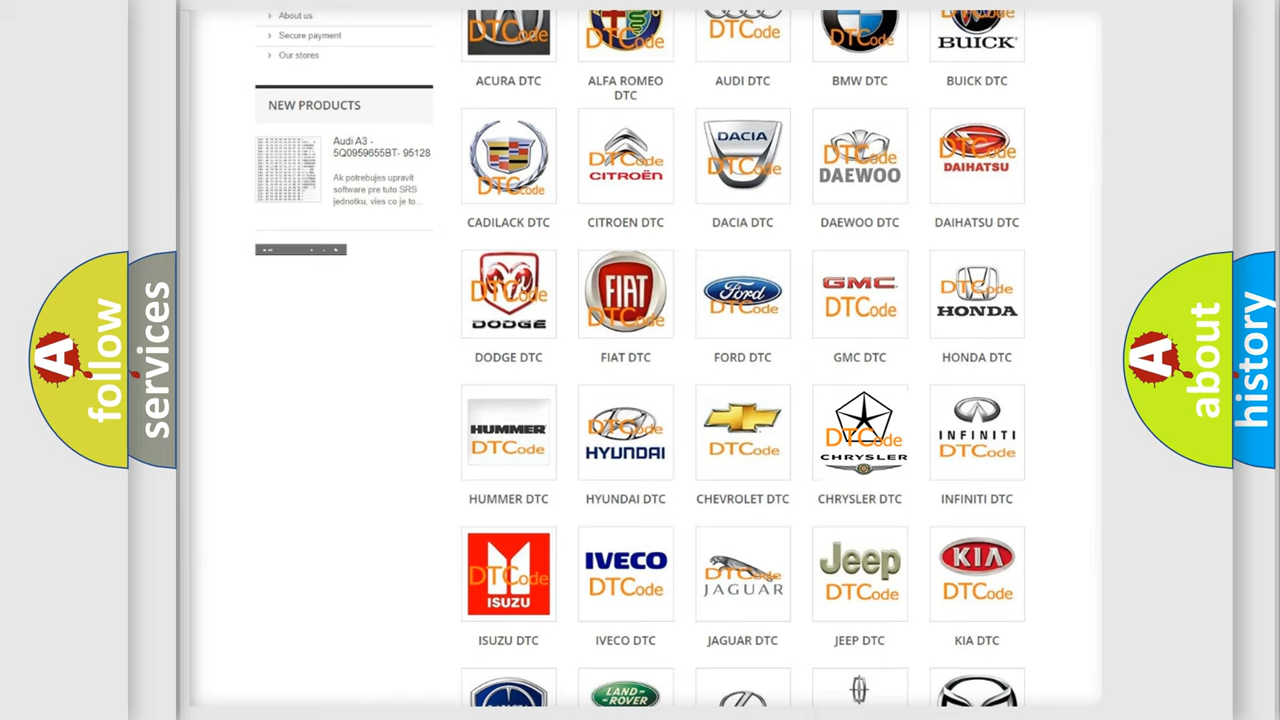 About us
Secure payment
Our stores
NEW PRODUCTS
Audi A3 -
5Q0959655BT- 95128
Ak potrebujes upravit
software pre tuto SRS
jednotku, vies co je to...
DTCode
DTCode
DTCode
DTCode
BUICK
ACURA DTC
ALFA ROMEO
DTC
AUDI DTC
BMW DTC
BUICK DTC
DTCode
DTCode
CITROËN
DACIA
DTCode
DTCode
DAEWOO
DTCode
DAIHATSU
CADILACK DTC
CITROEN DTC
DACIA DTC
DAEWOO DTC
DAIHATSU DTC
DTCode
DODGE
FIAT
DTCode
Ford
DTCode
GMC
DTCode
DTCode
HONDA
DODGE DTC
FIAT DTC
FORD DTC
GMC DTC
HONDA DTC
HUMMER
DTCode
DTCode
HYUNDAI
DTCode
DTCode
CHRYSLER
INFINITI
DTCode
HUMMER DTC
HYUNDAI DTC
CHEVROLET DTC
CHRYSLER DTC
INFINITI DTC
DTCode
ISUZU
IVECO
DTCode
DTCode
JAGUAR
Jeep
DTCode
KIA
DTCode
ISUZU DTC
IVECO DTC
JAGUAR DTC
JEEP DTC
KIA DTC
LAND-
ROVER
A follow
services
A about
history